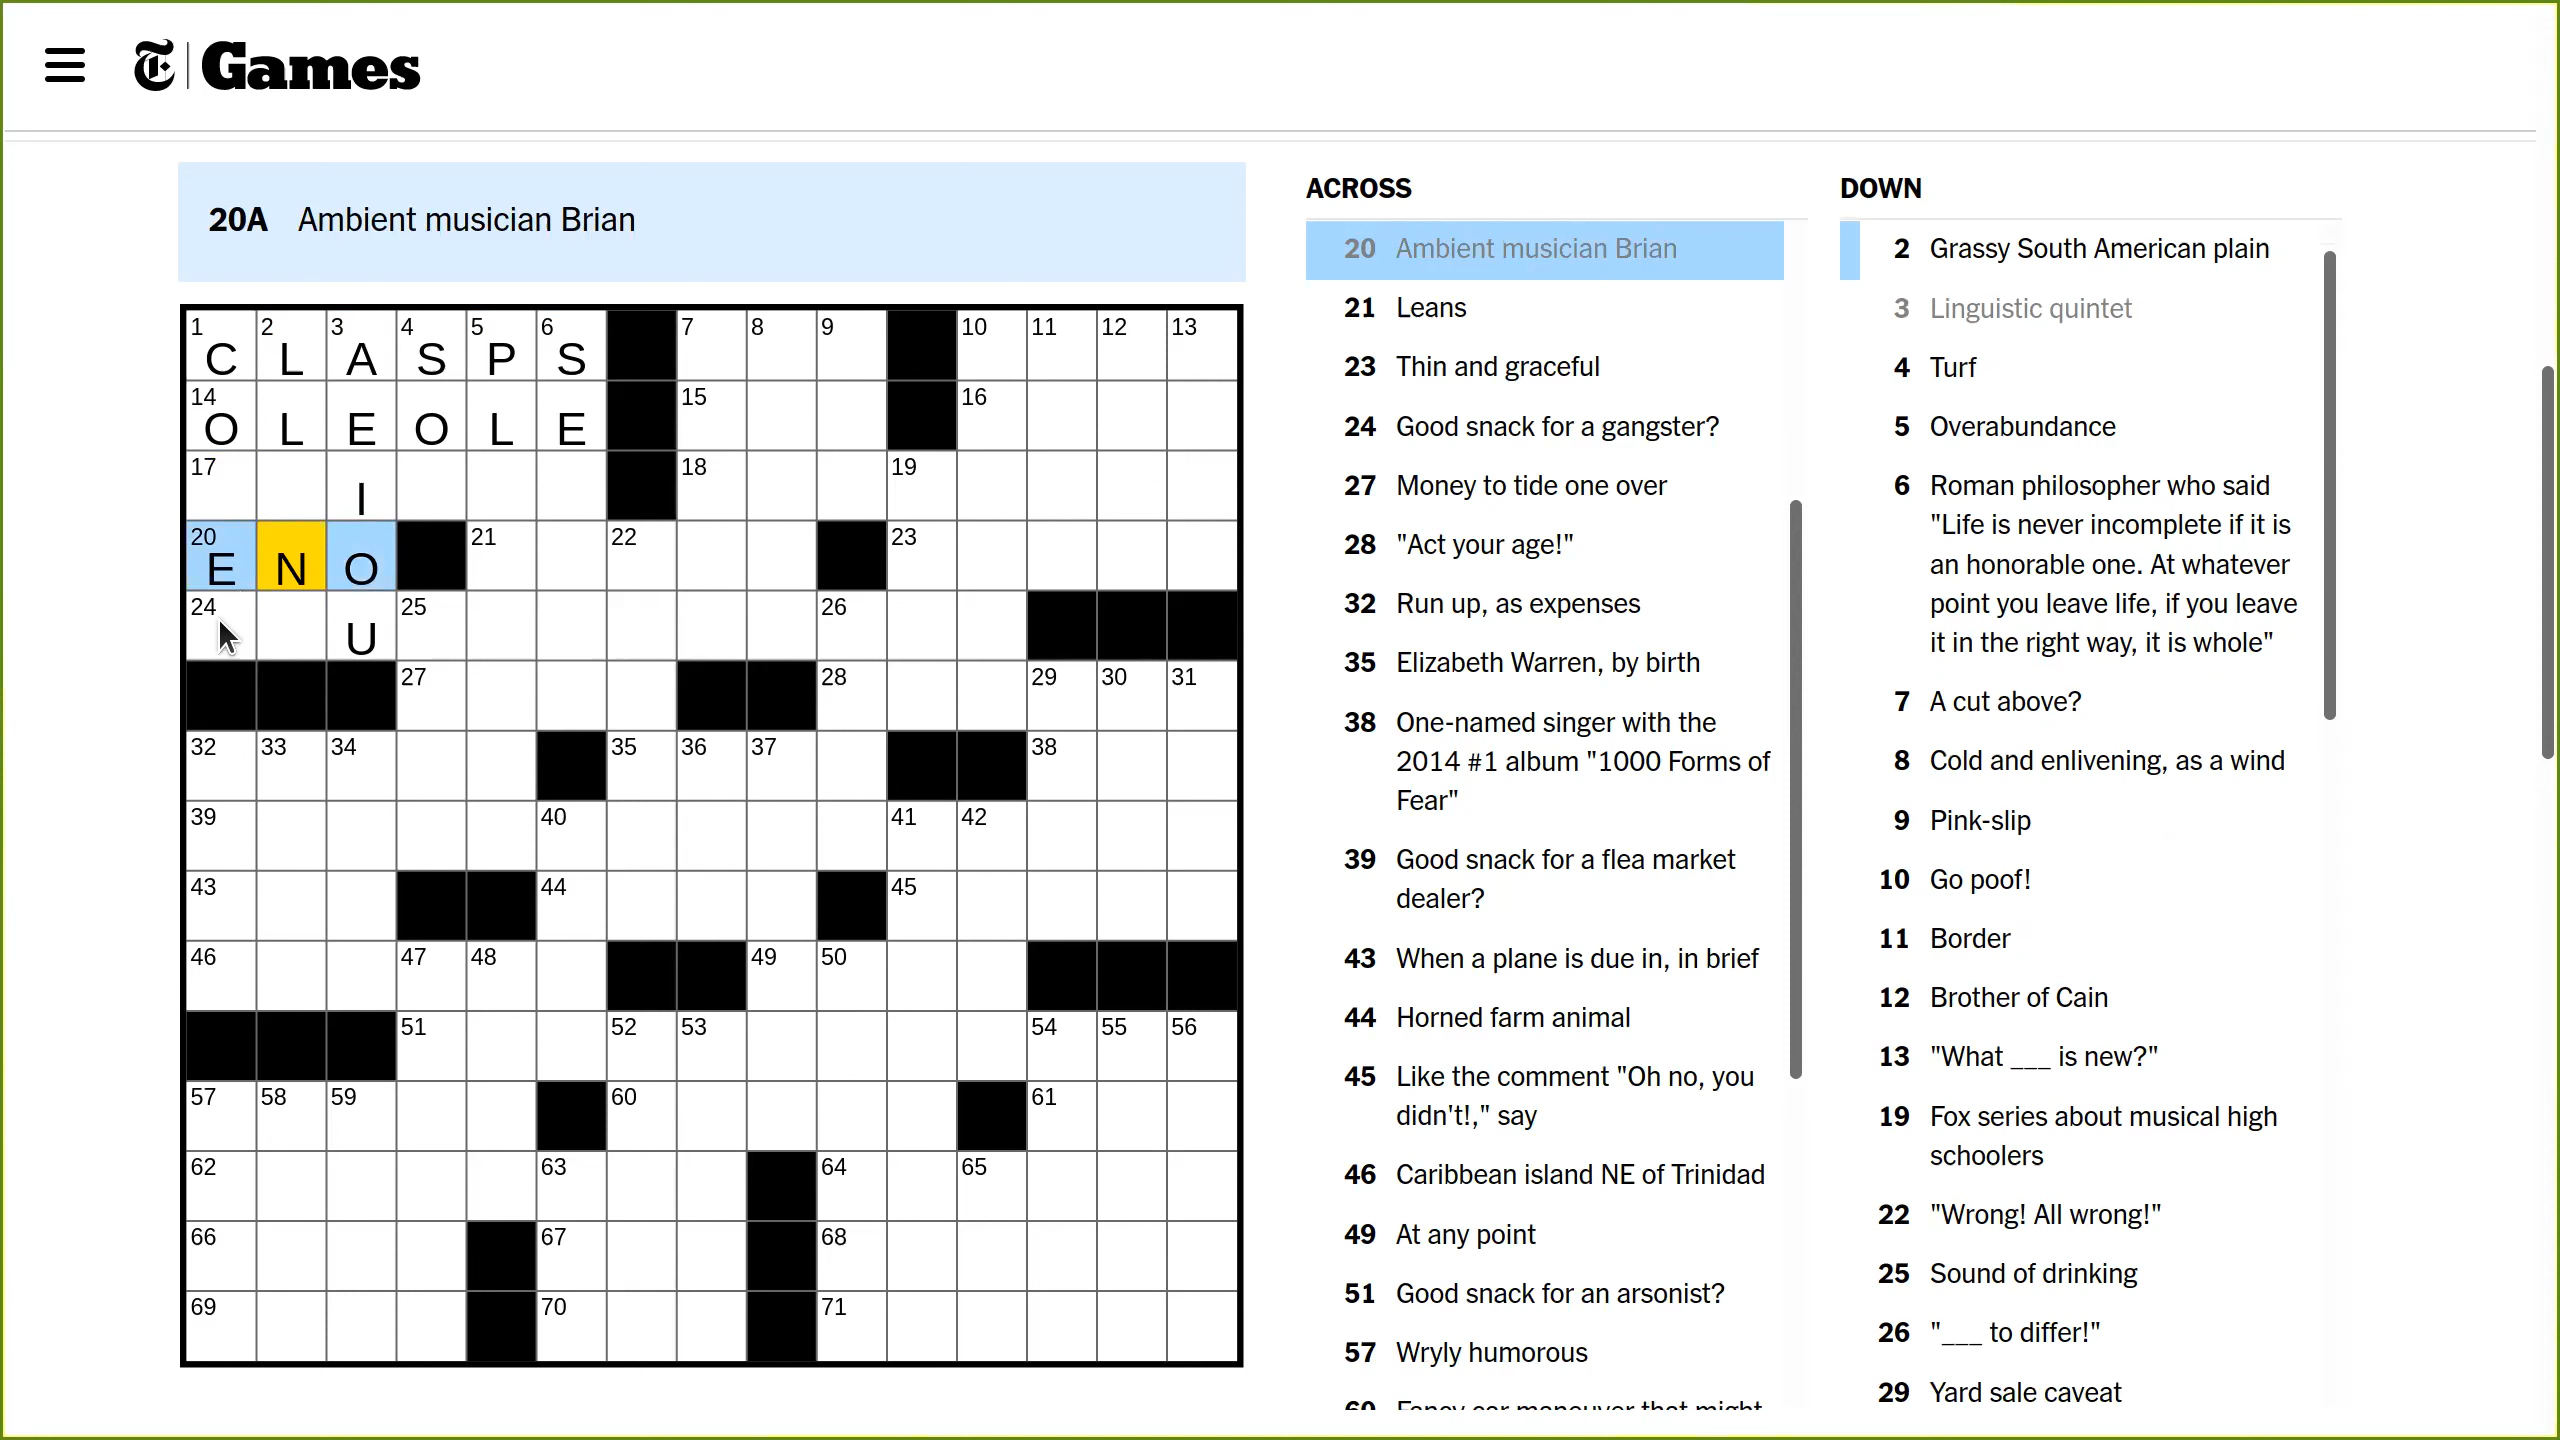 T Games
20A Ambient musician Brian
1 2 3 4 5 6 7 8 9 10 11 12 13
C L A S P S
14 15 16
O L E O L E
17 18 19
I
20 21 22 23
E N O
24 25 26
U
27 28 29 30 31
32 33 34 35 36 37 38
39 40 41 42
43 44 45
46 47 48 49 50
51 52 53 54 55 56
57 58 59 60 61
62 63 64 65
66 67 68
69 70 71
ACROSS
20 Ambient musician Brian
21 Leans
23 Thin and graceful
24 Good snack for a gangster?
27 Money to tide one over
28 "Act your age!"
32 Run up, as expenses
35 Elizabeth Warren, by birth
38 One-named singer with the
2014 #1 album "1000 Forms of
Fear"
39 Good snack for a flea market
dealer?
43 When a plane is due in, in brief
44 Horned farm animal
45 Like the comment "Oh no, you
didn't!," say
46 Caribbean island NE of Trinidad
49 At any point
51 Good snack for an arsonist?
57 Wryly humorous
60 Fancy car maneuver that might
DOWN
2 Grassy South American plain
3 Linguistic quintet
4 Turf
5 Overabundance
6 Roman philosopher who said
"Life is never incomplete if it is
an honorable one. At whatever
point you leave life, if you leave
it in the right way, it is whole"
7 A cut above?
8 Cold and enlivening, as a wind
9 Pink-slip
10 Go poof!
11 Border
12 Brother of Cain
13 "What ___ is new?"
19 Fox series about musical high
schoolers
22 "Wrong! All wrong!"
25 Sound of drinking
26 "___ to differ!"
29 Yard sale caveat